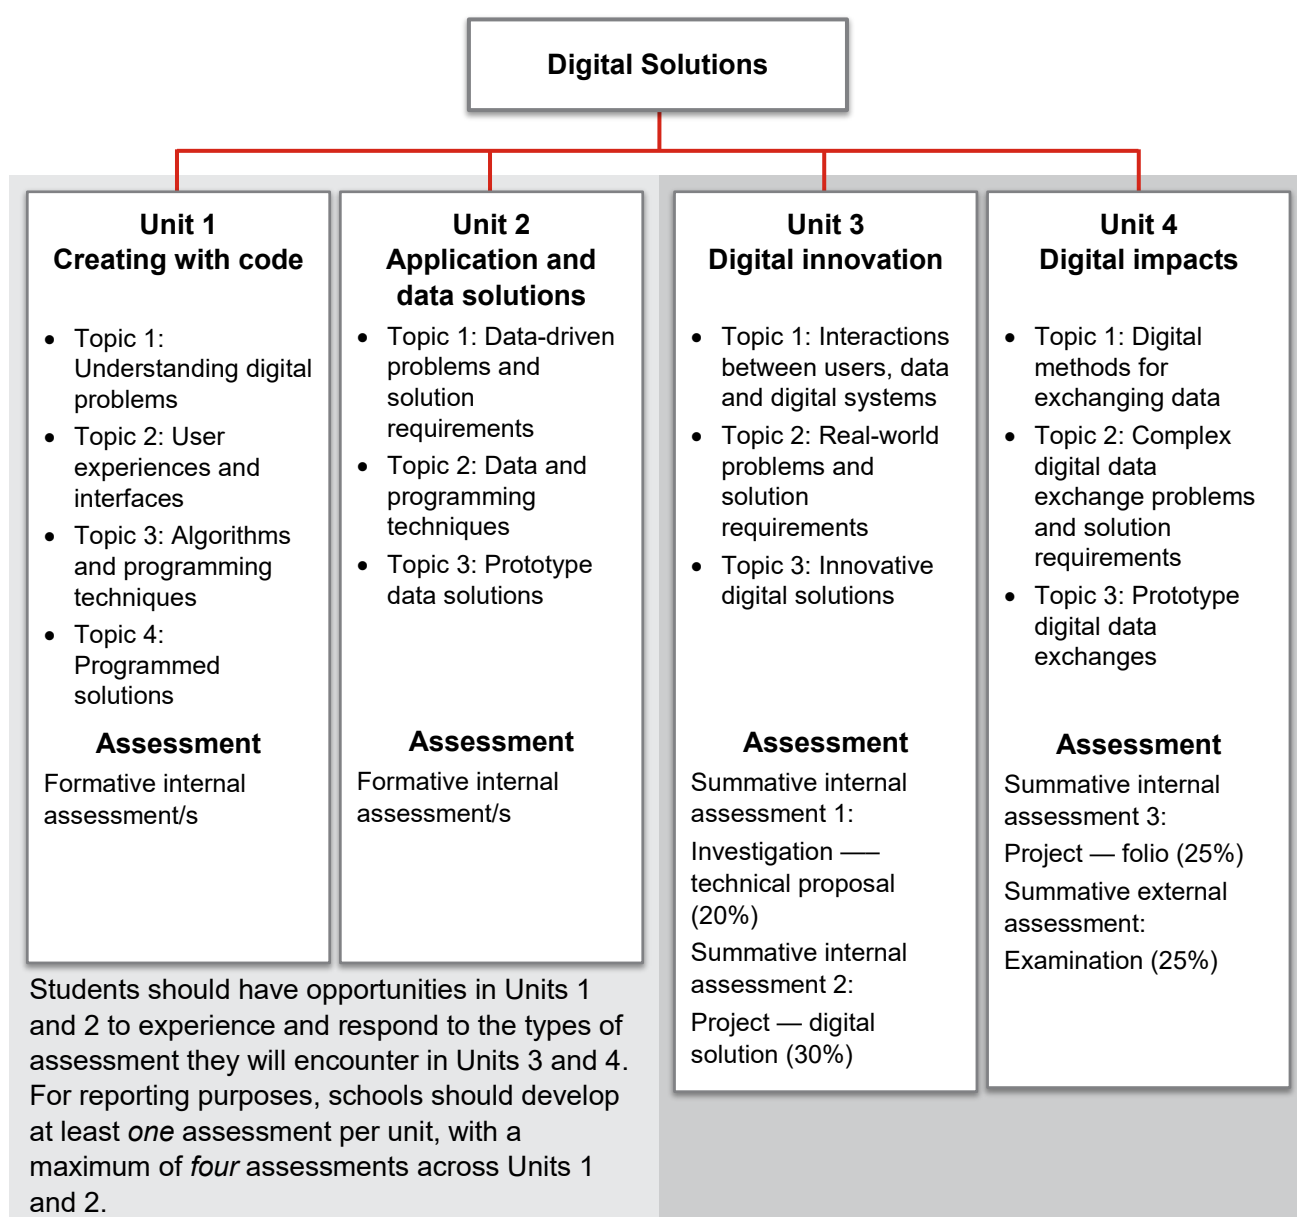 Digital Solutions
Unit 1
Creating with code
• Topic 1:
Understanding digital
problems
• Topic 2: User
experiences and
interfaces
• Topic 3: Algorithms
and programming
techniques
• Topic 4:
Programmed
solutions
Assessment
Formative internal
assessment/s
Unit 2
Application and
data solutions
• Topic 1: Data-driven
problems and
solution
requirements
• Topic 2: Data and
programming
techniques
• Topic 3: Prototype
data solutions
Assessment
Formative internal
assessment/s
Students should have opportunities in Units 1
and 2 to experience and respond to the types of
assessment they will encounter in Units 3 and 4.
For reporting purposes, schools should develop
at least one assessment per unit, with a
maximum of four assessments across Units 1
and 2.
Unit 3
Digital innovation
• Topic 1: Interactions
between users, data
and digital systems
• Topic 2: Real-world
problems and
solution
requirements
• Topic 3: Innovative
digital solutions
Assessment
Summative internal
assessment 1:
Investigation —–
technical proposal
(20%)
Summative internal
assessment 2:
Project — digital
solution (30%)
Unit 4
Digital impacts
• Topic 1: Digital
methods for
exchanging data
• Topic 2: Complex
digital data
exchange problems
and solution
requirements
• Topic 3: Prototype
digital data
exchanges
Assessment
Summative internal
assessment 3:
Project — folio (25%)
Summative external
assessment:
Examination (25%)